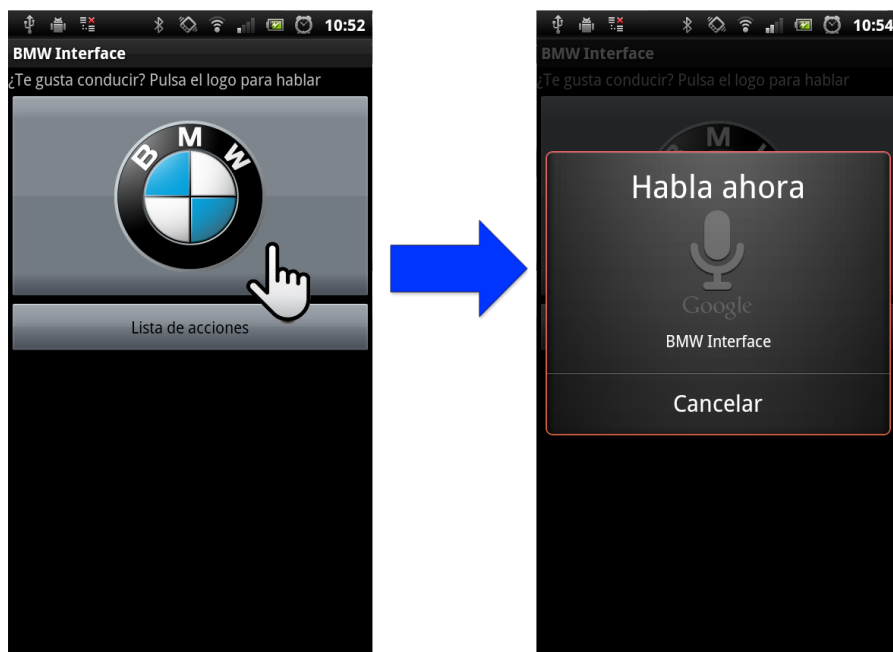 10:52
BMW Interface
¿Te gusta conducir? Pulsa el logo para hablar
BMW
Lista de acciones
10:54
BMW Interface
¿Te gusta conducir? Pulsa el logo para hablar
BMW
Habla ahora
Google
BMW Interface
Cancelar